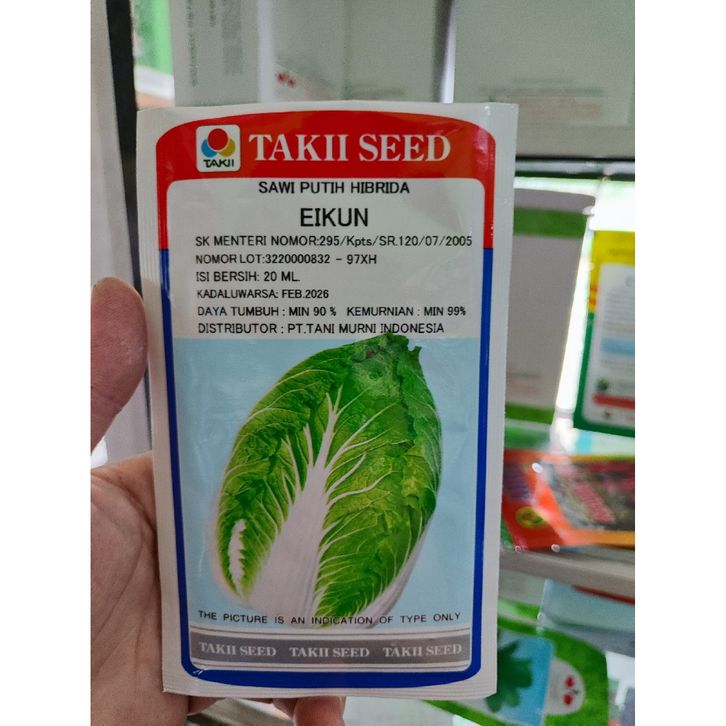 TAKII
TAKII SEED
SAWI PUTIH HIBRIDA
EIKUN
SK MENTERI NOMOR:295/Kpts/SR.120/07/2005
NOMOR LOT:3220000832 - 97XH
ISI BERSIH: 20 ML.
KADALUWARSA: FEB.2026
DAYA TUMBUH : MIN 90 % KEMURNIAN : MIN 99%
DISTRIBUTOR : PT.TANI MURNI INDONESIA
THE PICTURE IS AN INDICATION OF TYPE ONLY
TAKII SEED TAKII SEED TAKII SEED